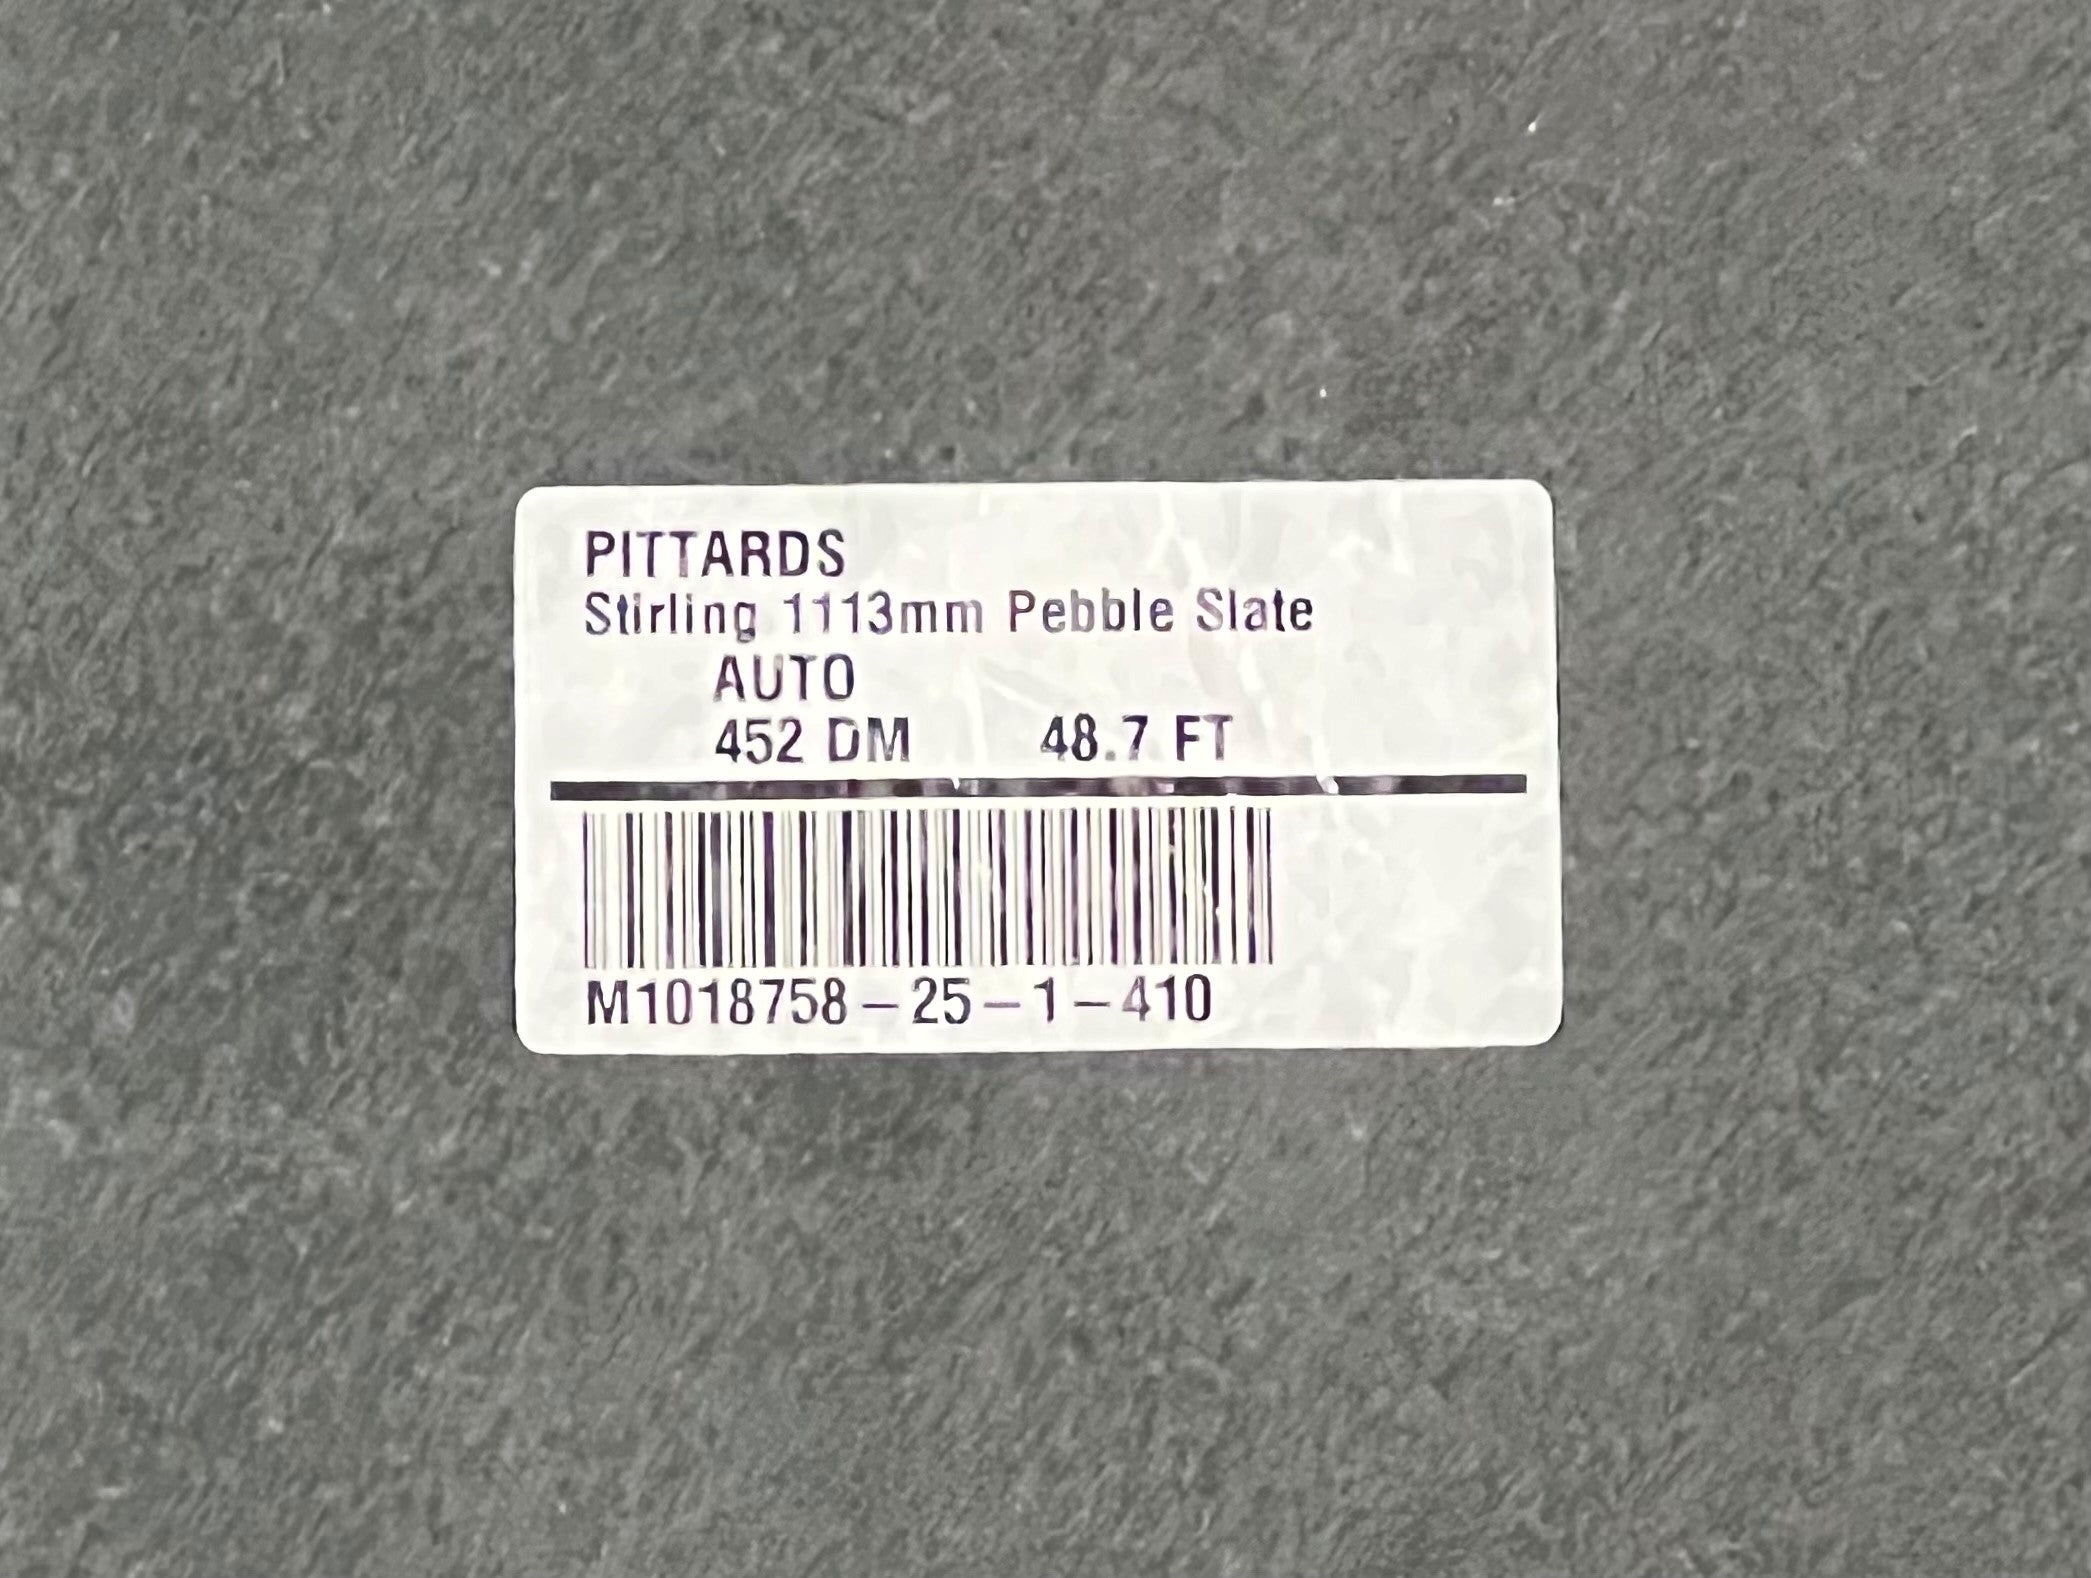 PITTARDS
Stirling 1113mm Pebble Slate
AUTO
452 DM 48.7 FT
M1018758-25-1-410